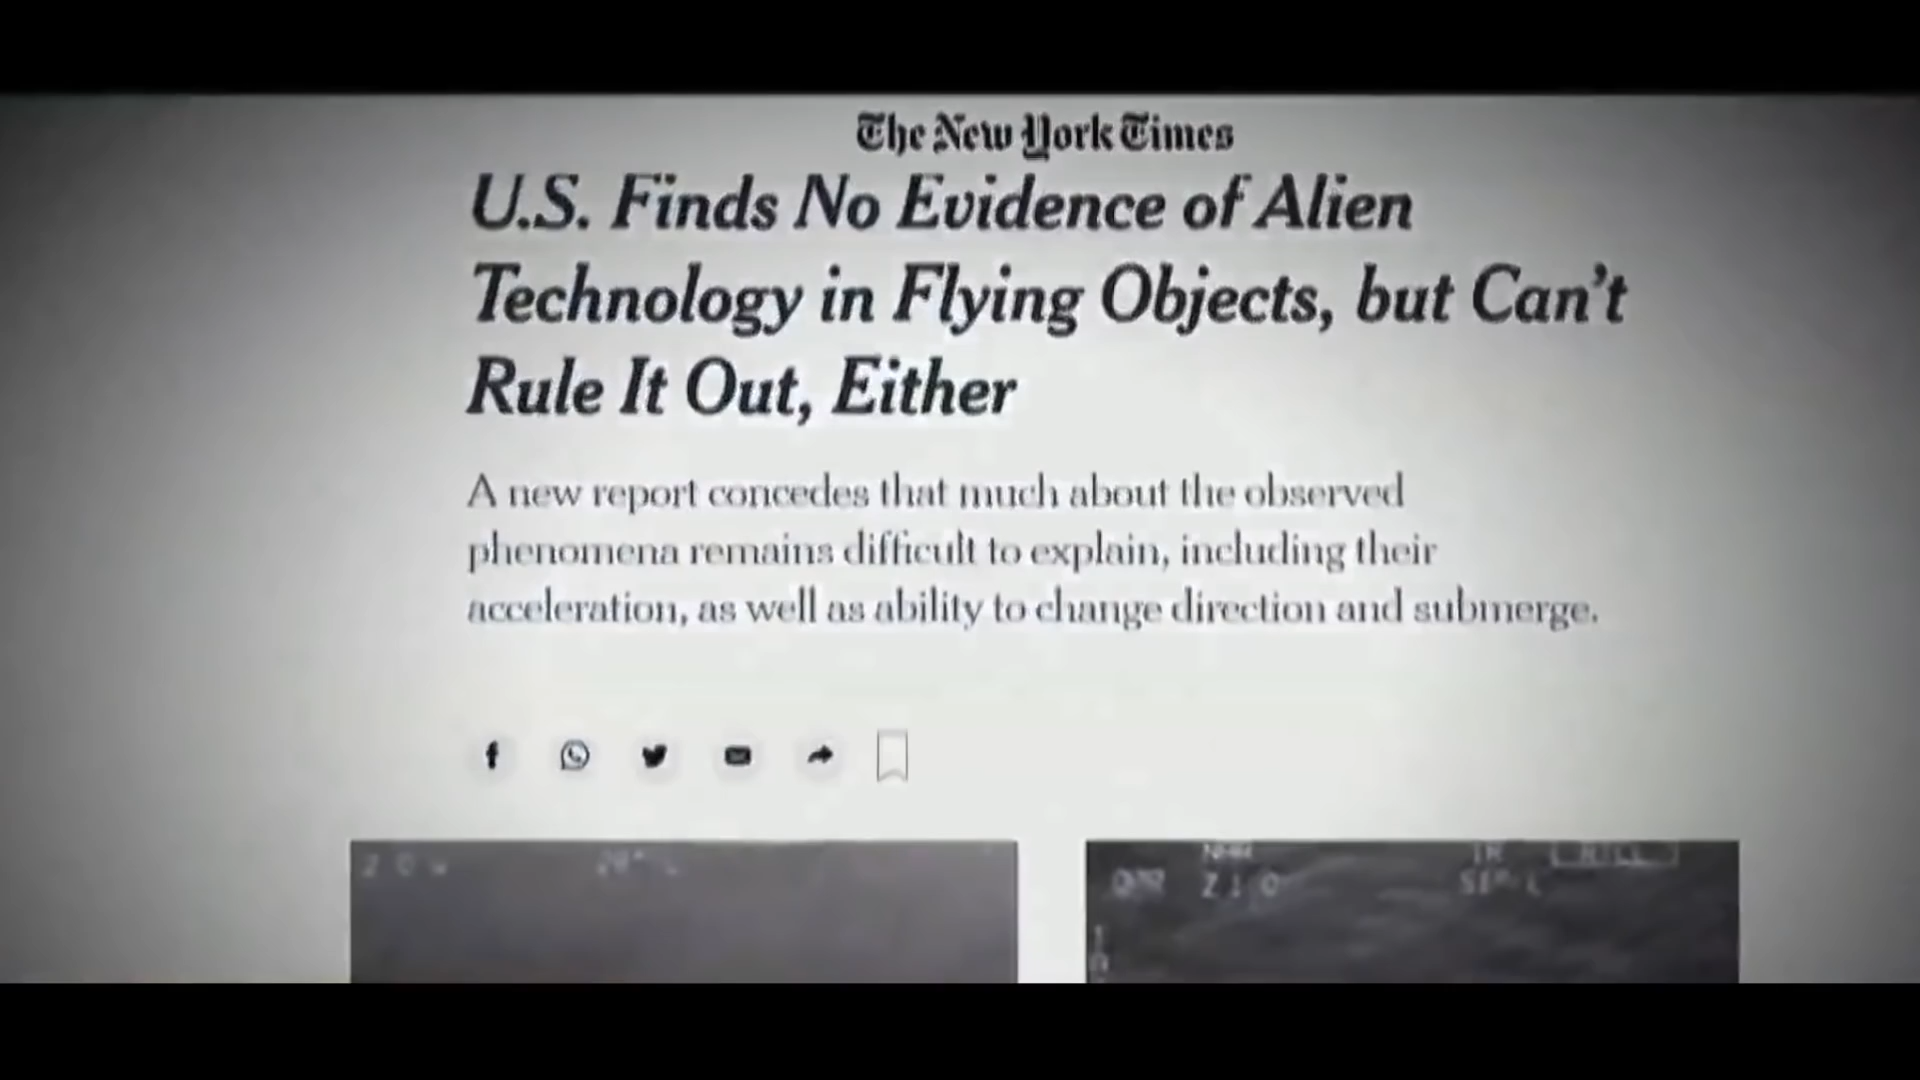 The New York Times
U.S. Finds No Evidence of Alien
Technology in Flying Objects, but Can't
Rule It Out, Either
A new report concedes that much about the observed
phenomena remains difficult to explain, including their
acceleration, as well as ability to change direction and submerge.